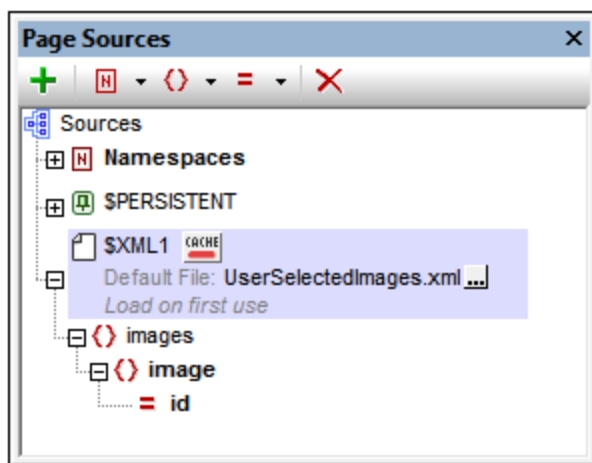 Page Sources
Sources
Namespaces
$PERSISTENT
$XML1 CACHE
Default File: UserSelectedImages.xml...
Load on first use
{} images
{} image
= id